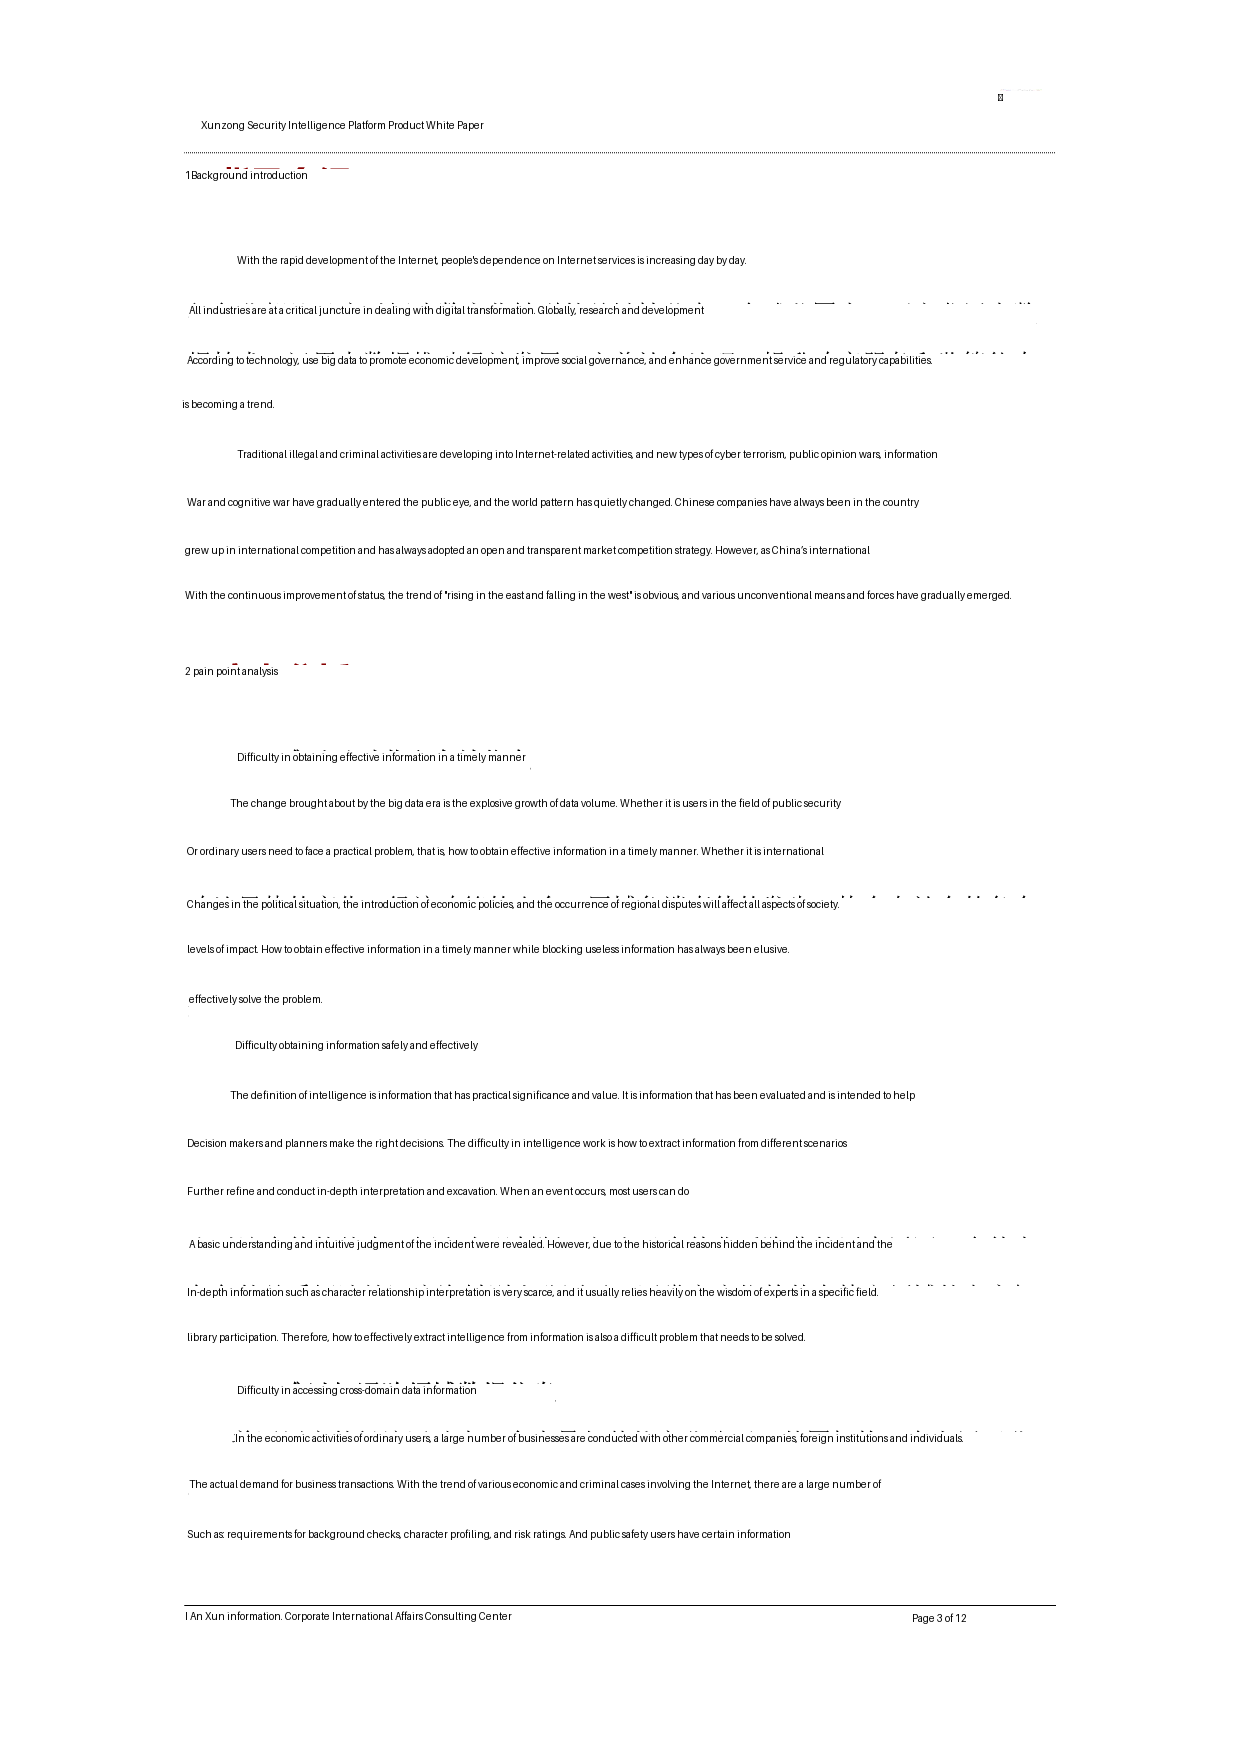 Xunzong Security Intelligence Platform Product White Paper
1Background introduction
With the rapid development of the Internet, people's dependence on Internet services is increasing day by day.
All industries are at a critical juncture in dealing with digital transformation. Globally, research and development
According to technology, use big data to promote economic development, improve social governance, and enhance government service and regulatory capabilities.
is becoming a trend.
Traditional illegal and criminal activities are developing into Internet-related activities, and new types of cyber terrorism, public opinion wars, information
War and cognitive war have gradually entered the public eye, and the world pattern has quietly changed. Chinese companies have always been in the country
grew up in international competition and has always adopted an open and transparent market competition strategy. However, as China's international
With the continuous improvement of status, the trend of "rising in the east and falling in the west" is obvious, and various unconventional means and forces have gradually emerged.
2 pain point analysis
Difficulty in obtaining effective information in a timely manner
The change brought about by the big data era is the explosive growth of data volume. Whether it is users in the field of public security
Or ordinary users need to face a practical problem, that is, how to obtain effective information in a timely manner. Whether it is international
Changes in the political situation, the introduction of economic policies, and the occurrence of regional disputes will affect all aspects of society.
levels of impact. How to obtain effective information in a timely manner while blocking useless information has always been elusive.
effectively solve the problem.
Difficulty obtaining information safely and effectively
The definition of intelligence is information that has practical significance and value. It is information that has been evaluated and is intended to help
Decision makers and planners make the right decisions. The difficulty in intelligence work is how to extract information from different scenarios
Further refine and conduct in-depth interpretation and excavation. When an event occurs, most users can do
A basic understanding and intuitive judgment of the incident were revealed. However, due to the historical reasons hidden behind the incident and the
In-depth information such as character relationship interpretation is very scarce, and it usually relies heavily on the wisdom of experts in a specific field.
library participation. Therefore, how to effectively extract intelligence from information is also a difficult problem that needs to be solved.
Difficulty in accessing cross-domain data information
In the economic activities of ordinary users, a large number of businesses are conducted with other commercial companies, foreign institutions and individuals.
The actual demand for business transactions. With the trend of various economic and criminal cases involving the Internet, there are a large number of
Such as: requirements for background checks, character profiling, and risk ratings. And public safety users have certain information
I An Xun information. Corporate International Affairs Consulting Center
Page 3 of 12